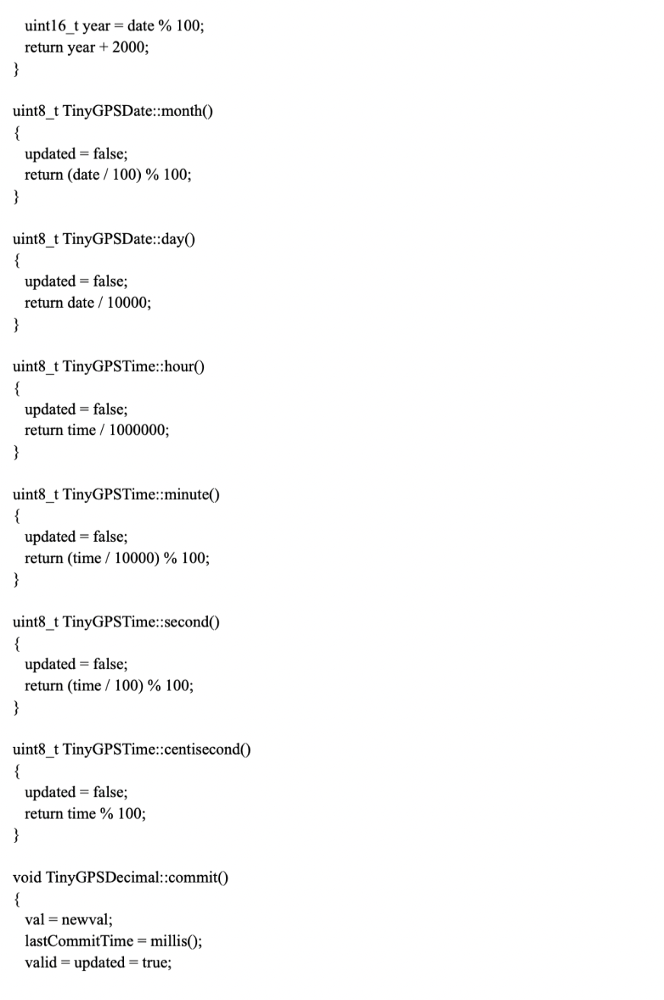 uint16_t year = date % 100;
return year + 2000;
}
uint8_t TinyGPSDate::month()
{
updated = false;
return (date / 100) % 100;
}
uint8_t TinyGPSDate::day()
{
updated = false;
return date / 10000;
}
uint8_t TinyGPSTime::hour()
{
updated = false;
return time / 1000000;
}
uint8_t TinyGPSTime::minute()
{
updated = false;
return (time / 10000) % 100;
}
uint8_t TinyGPSTime::second()
{
updated = false;
return (time / 100) % 100;
}
uint8_t TinyGPSTime::centisecond()
{
updated = false;
return time % 100;
}
void TinyGPSDecimal::commit()
{
val = newval;
lastCommitTime = millis();
valid = updated = true;